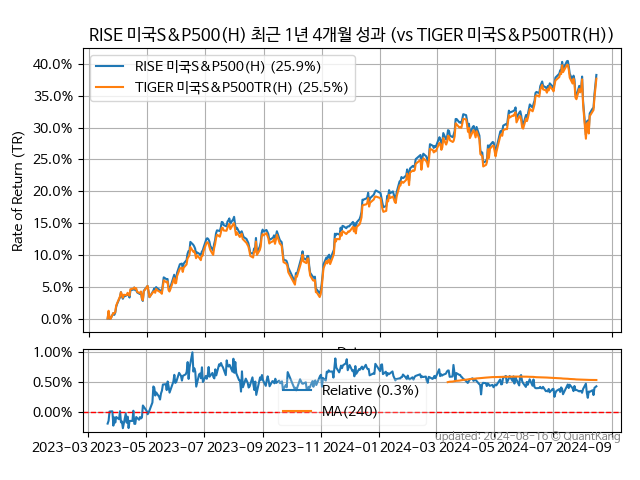 RISE 미국S&P500(H) 최근 1년 4개월 성과 (vs TIGER 미국S&P500TR(H))
RISE 미국S&P500(H) (25.9%)
TIGER 미국S&P500TR(H) (25.5%)
Rate of Return (TR)
40.0%
35.0%
30.0%
25.0%
20.0%
15.0%
10.0%
5.0%
0.0%
1.00%
0.50%
0.00%
Relative (0.3%)
MA(240)
updated: 2024-08-16 © QuantKang
2023-03 2023-05 2023-07 2023-09 2023-11 2024-01 2024-03 2024-05 2024-07 2024-09